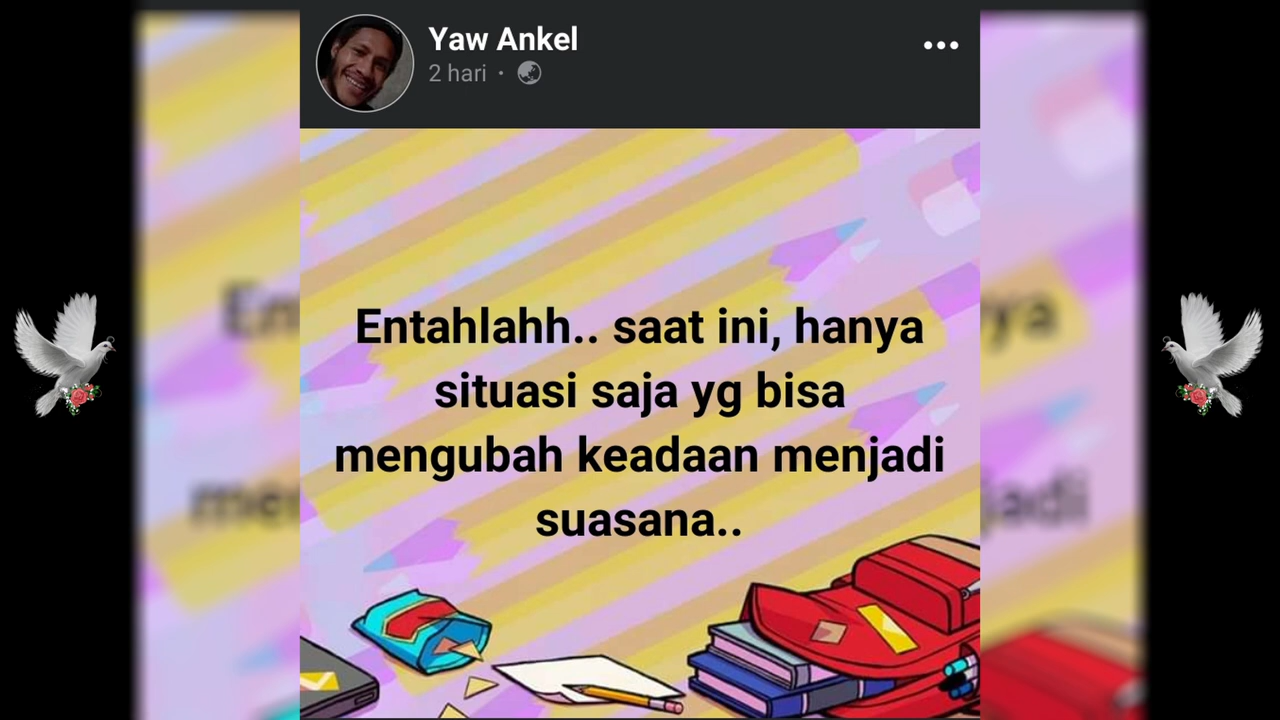 Yaw Ankel
2 hari ·
Entahlahh.. saat ini, hanya
situasi saja yg bisa
mengubah keadaan menjadi
suasana..